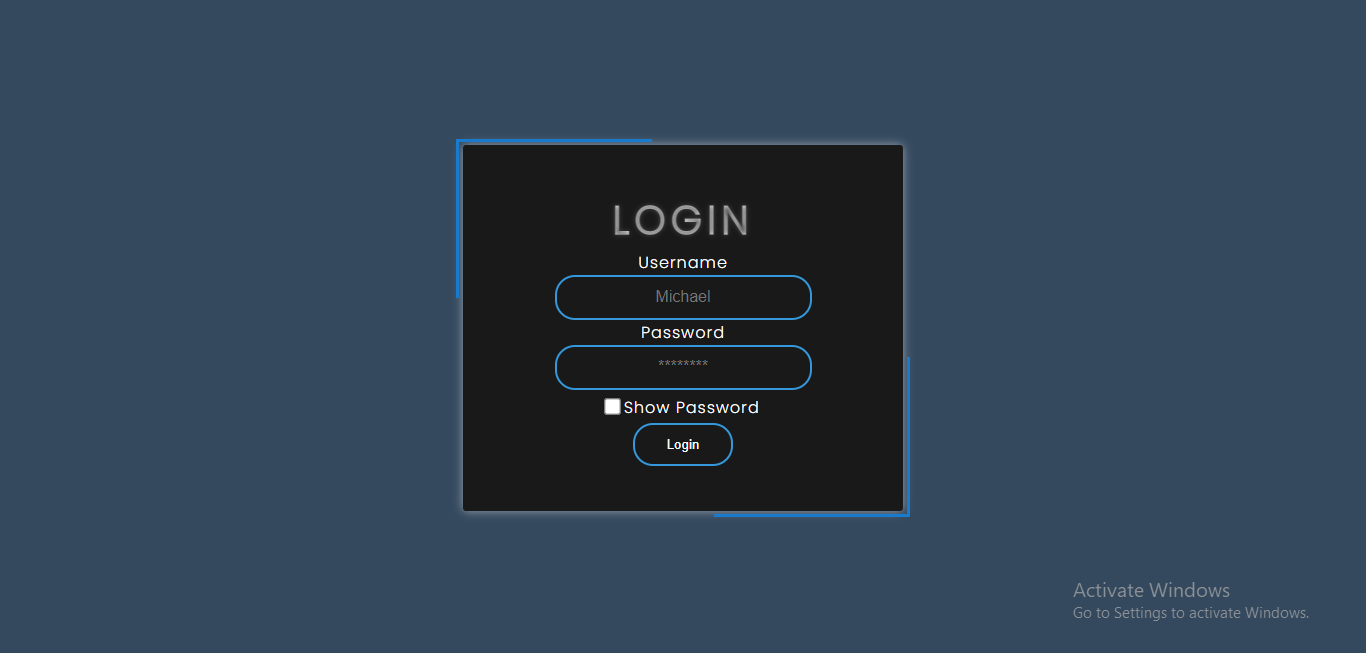 LOGIN
Username
Michael
Password
********
Show Password
Login
Activate Windows
Go to Settings to activate Windows.